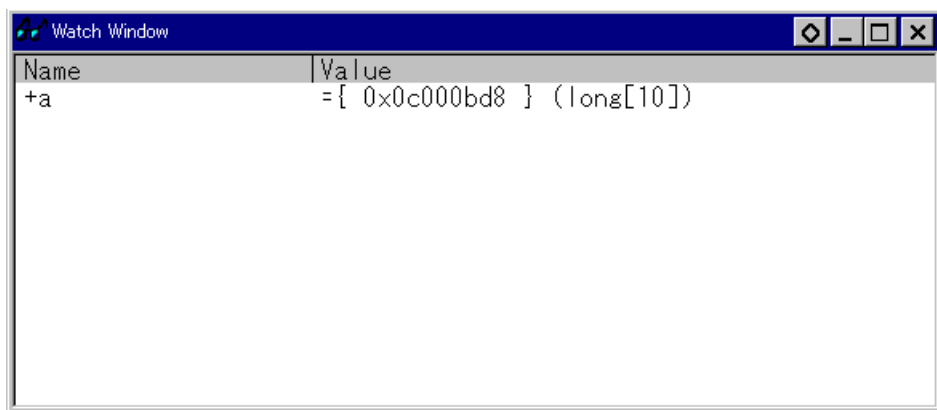 Watch Window
Name Value
+a ={ 0x0c000bd8 } (long[10])